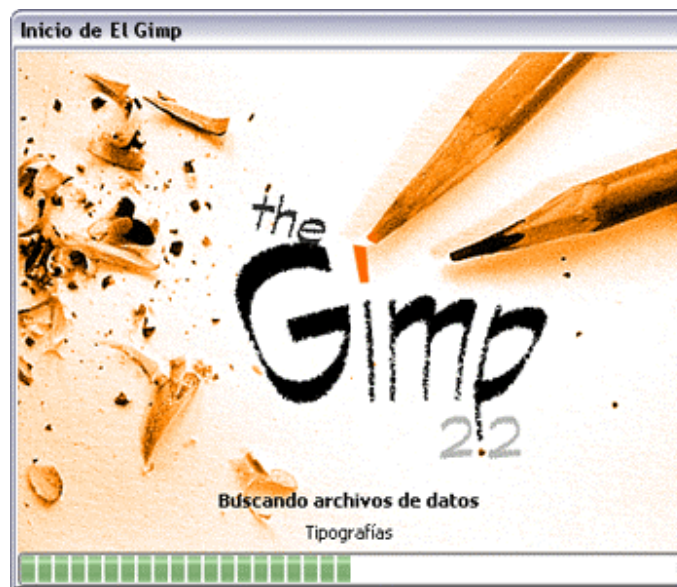 Inicio de El Gimp
the
Gimp
2.2
Buscando archivos de datos
Tipografías